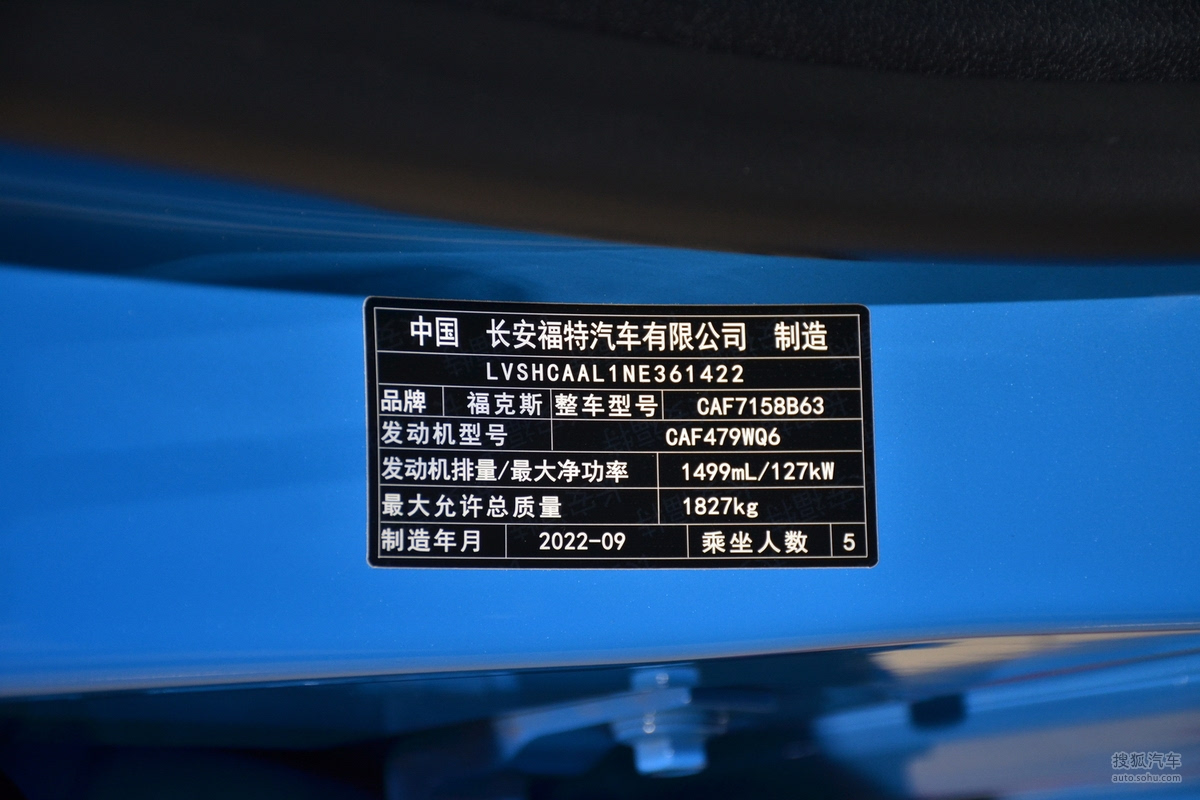 中国 长安福特汽车有限公司 制造
LVSHCAAL1NE361422
品牌 福克斯 整车型号 CAF7158B63
发动机型号 CAF479WQ6
发动机排量/最大净功率 1499mL/127kW
最大允许总质量 1827kg
制造年月 2022-09 乘坐人数 5
搜狐汽车
auto.sohu.com